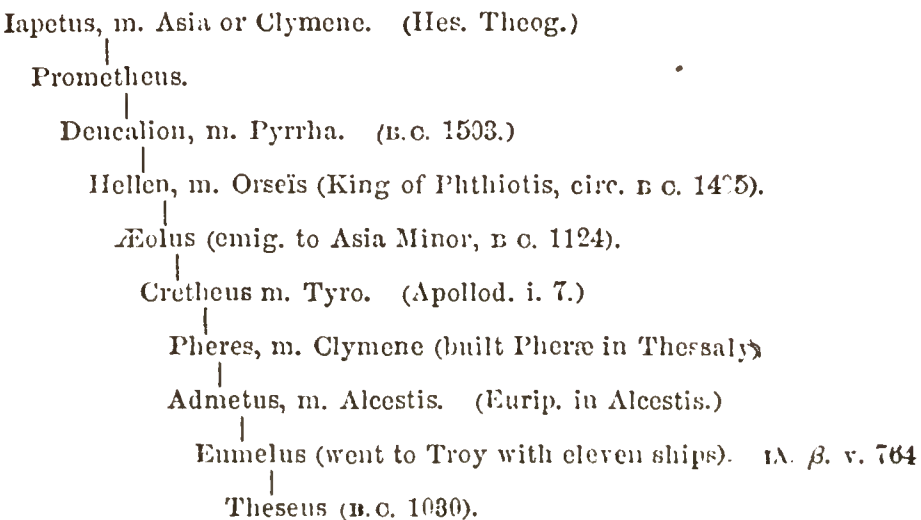 Iapetus, m. Asia or Clymene. (Hes. Theog.)
Prometheus.
Deucalion, m. Pyrrha. (B.C. 1503.)
Hellen, m. Orseïs (King of Phthiotis, circ. B C.
Æolus (emig. to Asia Minor, B C. 1124).
Cretheus m. Tyro. (Apollod. i. 7.)
Pheres, m. Clymene (built Pheræ in Thessaly)
Admetus, m. Alcestis. (Eurip. in Alcestis.)
Eumelus (went to Troy with eleven ships). ΙΛ. β. v. 764
Theseus (B.C. 1030).